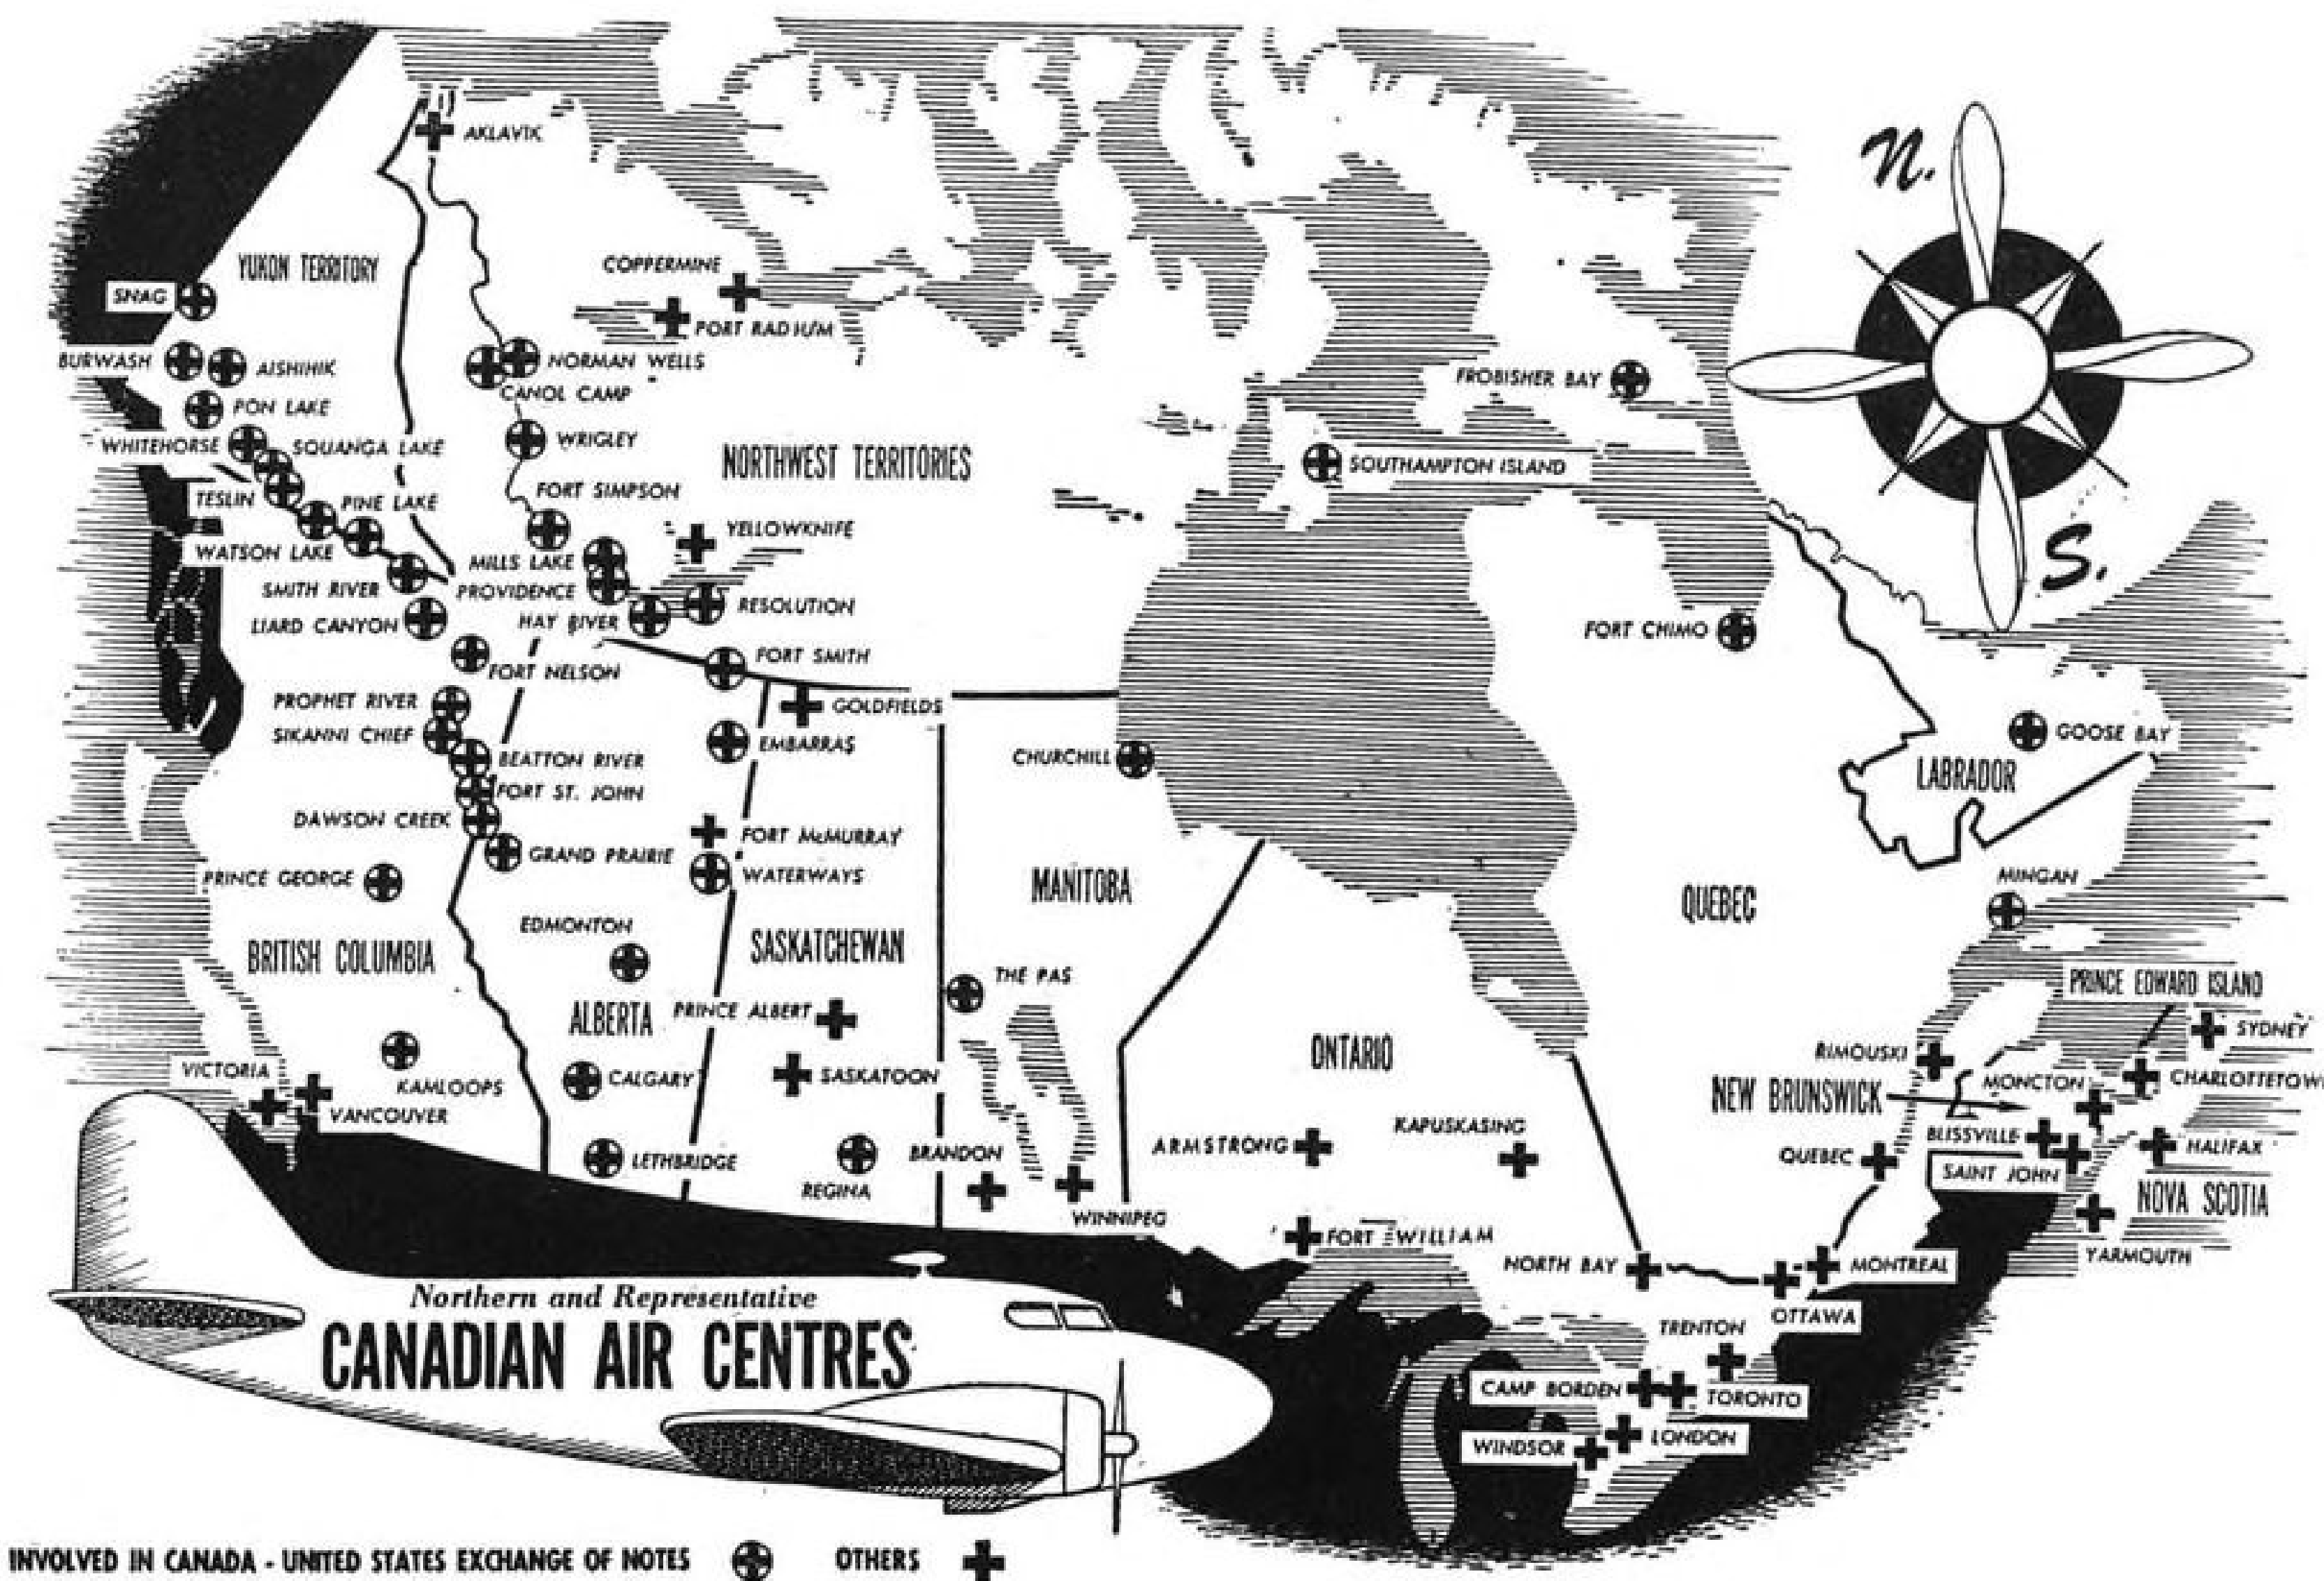 N.
AKLAVIK
COPPERMINE
YUKON TERRITORY
SNAG
PORT RADIUM
BURWASH
AISHIHIK
NORMAN WELLS
CANOL CAMP
FROBISHER BAY
PON LAKE
WHITEHORSE
SQUANGA LAKE
WRIGLEY
NORTHWEST TERRITORIES
SOUTHAMPTON ISLAND
TESLIN
PINE LAKE
FORT SIMPSON
YELLOWKNIFE
WATSON LAKE
MILLS LAKE
S.
SMITH RIVER
PROVIDENCE
RESOLUTION
LIARD CANYON
HAY RIVER
FORT CHIMO
FORT SMITH
FORT NELSON
PROPHET RIVER
GOLDFIELDS
SIKANNI CHIEF
EMBARRAS
GOOSE BAY
BEATTON RIVER
CHURCHILL
LABRADOR
FORT ST. JOHN
DAWSON CREEK
FORT McMURRAY
GRAND PRAIRIE
PRINCE GEORGE
WATERWAYS
MANITOBA
MINGAN
QUEBEC
EDMONTON
BRITISH COLUMBIA
SASKATCHEWAN
THE PAS
PRINCE EDWARD ISLAND
ALBERTA
PRINCE ALBERT
SYDNEY
ONTARIO
RIMOUSKI
VICTORIA
KAMLOOPS
CALGARY
SASKATOON
MONCTON
CHARLOTTETOWN
NEW BRUNSWICK
VANCOUVER
KAPUSKASING
BLISSVILLE
ARMSTRONG
HALIFAX
LETHBRIDGE
BRANDON
QUEBEC
SAINT JOHN
REGINA
NOVA SCOTIA
WINNIPEG
FORT WILLIAM
YARMOUTH
NORTH BAY
MONTREAL
OTTAWA
Northern and Representative
CANADIAN AIR CENTRES
TRENTON
CAMP BORDEN
TORONTO
WINDSOR
LONDON
INVOLVED IN CANADA - UNITED STATES EXCHANGE OF NOTES
OTHERS